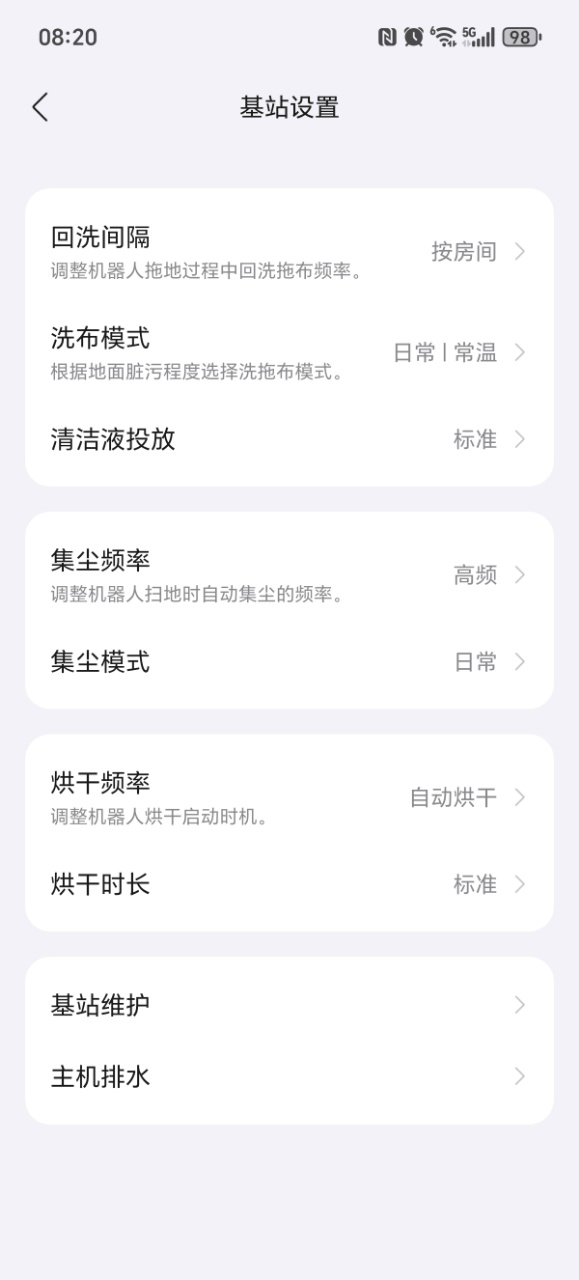 08:20
6 5G 98
基站设置
回洗间隔
按房间
调整机器人拖地过程中回洗拖布频率。
洗布模式
日常 | 常温
根据地面脏污程度选择洗拖布模式。
清洁液投放
标准
集尘频率
高频
调整机器人扫地时自动集尘的频率。
集尘模式
日常
烘干频率
自动烘干
调整机器人烘干启动时机。
烘干时长
标准
基站维护
主机排水